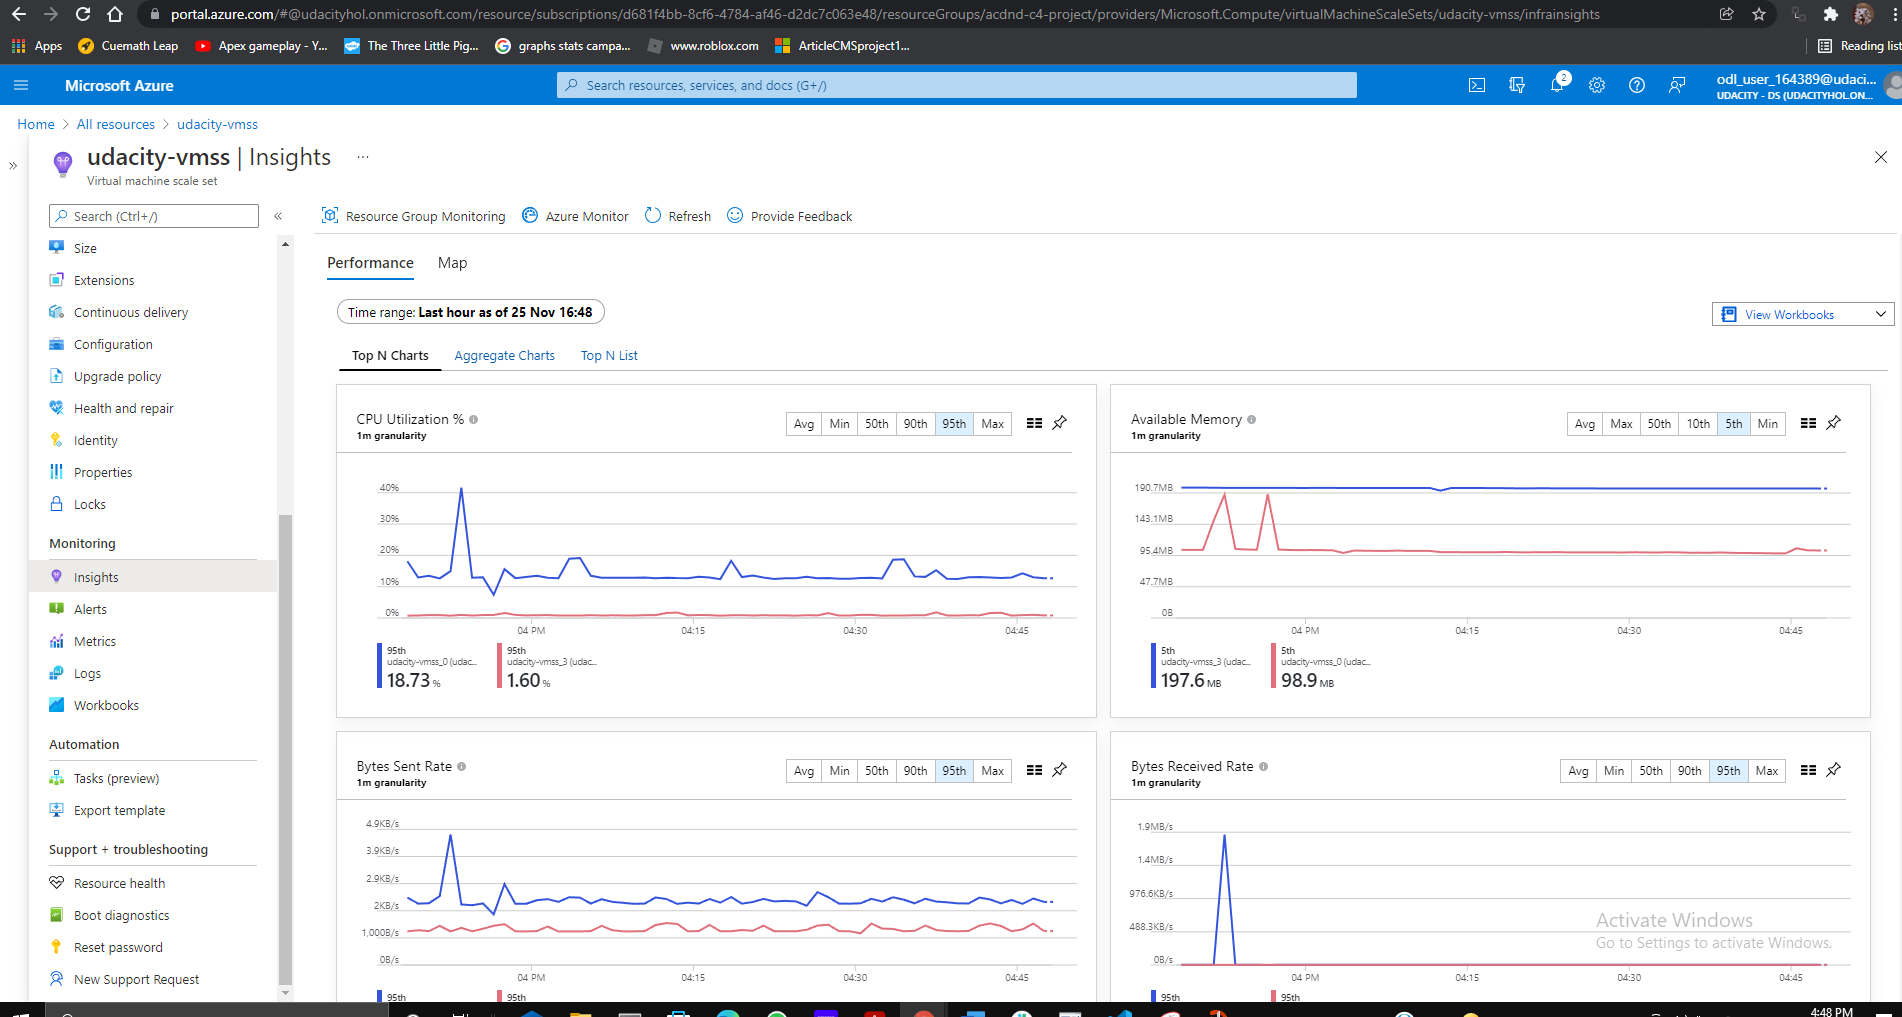 portal.azure.com/#@udacityhol.onmicrosoft.com/resource/subscriptions/d681f4bb-8cf6-4784-af46-d2dc7c063e48/resourceGroups/acdnd-c4-project/providers/Microsoft.Compute/virtualMachineScaleSets/udacity-vmss/infrainsights
Apps Cuemath Leap Apex gameplay - Y... The Three Little Pig... graphs stats campa... www.roblox.com ArticleCMSproject1... Reading list
Microsoft Azure
Search resources, services, and docs (G+/)
2
odl_user_164389@udaci...
UDACITY - DS (UDACITYHOL.ON...
Home > All resources > udacity-vmss
udacity-vmss | Insights ...
Virtual machine scale set
Search (Ctrl+/)
Size
Extensions
Continuous delivery
Configuration
Upgrade policy
Health and repair
Identity
Properties
Locks
Monitoring
Insights
Alerts
Metrics
Logs
Workbooks
Automation
Tasks (preview)
Export template
Support + troubleshooting
Resource health
Boot diagnostics
Reset password
New Support Request
Resource Group Monitoring Azure Monitor Refresh Provide Feedback
Performance Map
Time range: Last hour as of 25 Nov 16:48
View Workbooks
Top N Charts Aggregate Charts Top N List
CPU Utilization %
1m granularity
Avg Min 50th 90th 95th Max
40%
30%
20%
10%
0%
04 PM 04:15 04:30 04:45
95th 95th
udacity-vmss_0 (udac... udacity-vmss_3 (udac...
18.73 % 1.60 %
Available Memory
1m granularity
Avg Max 50th 10th 5th Min
190.7MB
143.1MB
95.4MB
47.7MB
0B
04 PM 04:15 04:30 04:45
5th 5th
udacity-vmss_3 (udac... udacity-vmss_0 (udac...
197.6 MB 98.9 MB
Bytes Sent Rate
1m granularity
Avg Min 50th 90th 95th Max
4.9KB/s
3.9KB/s
2.9KB/s
2KB/s
1,000B/s
0B/s
04 PM 04:15 04:30 04:45
95th 95th
Bytes Received Rate
1m granularity
Avg Min 50th 90th 95th Max
1.9MB/s
1.4MB/s
976.6KB/s
488.3KB/s
0B/s
04 PM 04:15 04:30 04:45
95th 95th
Activate Windows
Go to Settings to activate Windows.
4:48 PM